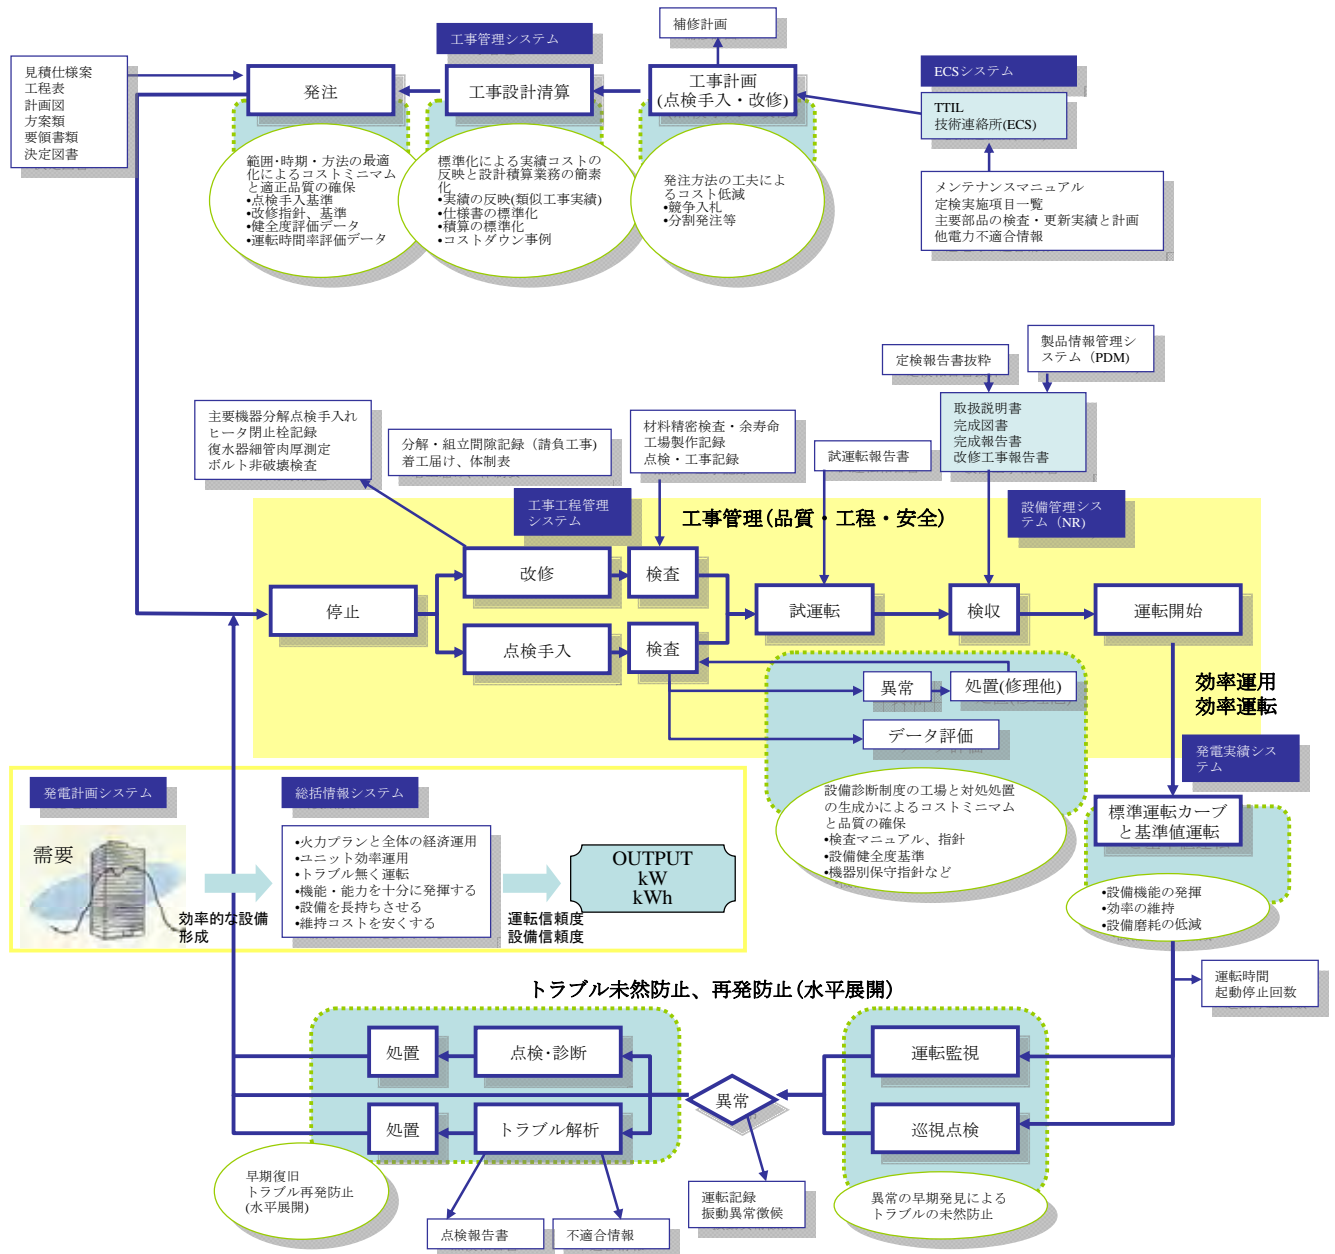 補修計画
工事管理システム
見積仕様案
工程表
計画図
方案類
要領書類
決定図書
発注
工事設計清算
工事計画
(点検手入・改修)
ECSシステム
TTIL
技術連絡所(ECS)
範囲･時期・方法の最適
化によるコストミニマム
と適正品質の確保
•点検手入基準
•改修指針、基準
•健全度評価データ
•運転時間率評価データ
標準化による実績コストの
反映と設計積算業務の簡素
化
•実績の反映(類似工事実績)
•仕様書の標準化
•積算の標準化
•コストダウン事例
発注方法の工夫によ
るコスト低減
•競争入札
•分割発注等
メンテナンスマニュアル
定検実施項目一覧
主要部品の検査・更新実績と計画
他電力不適合情報
定検報告書抜粋
製品情報管理シ
ステム（PDM）
主要機器分解点検手入れ
ヒータ閉止栓記録
復水器細管肉厚測定
ボルト非破壊検査
分解・組立間隙記録（請負工事)
着工届け、体制表
材料精密検査・余寿命
工場製作記録
点検・工事記録
試運転報告書
取扱説明書
完成図書
完成報告書
改修工事報告書
工事工程管理
システム
工事管理(品質・工程・安全)
設備管理シス
テム（NR)
停止
改修
検査
点検手入
検査
試運転
検収
運転開始
異常
処置(修理他)
データ評価
効率運用
効率運転
発電実績シス
テム
設備診断制度の工場と対処処置
の生成かによるコストミニマム
と品質の確保
•検査マニュアル、指針
•設備健全度基準
•機器別保守指針など
標準運転カーブ
と基準値運転
•設備機能の発揮
•効率の維持
•設備磨耗の低減
発電計画システム
総括情報システム
需要
効率的な設備
形成
•火力プランと全体の経済運用
•ユニット効率運用
•トラブル無く運転
•機能・能力を十分に発揮する
•設備を長持ちさせる
•維持コストを安くする
運転信頼度
設備信頼度
OUTPUT
kW
kWh
運転時間
起動停止回数
トラブル未然防止、再発防止(水平展開)
処置
点検･診断
処置
トラブル解析
異常
運転監視
巡視点検
早期復旧
トラブル再発防止
(水平展開)
点検報告書
不適合情報
運転記録
振動異常徴候
異常の早期発見による
トラブルの未然防止